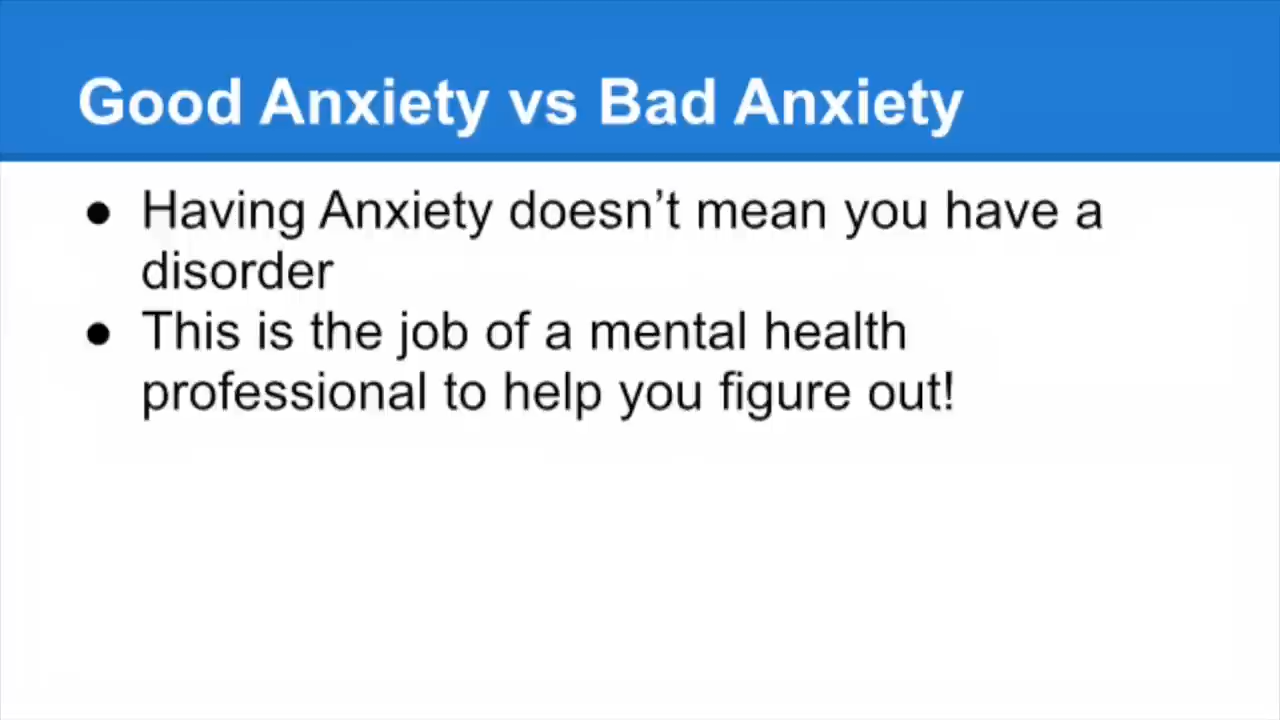 Good Anxiety vs Bad Anxiety
● Having Anxiety doesn’t mean you have a
disorder
● This is the job of a mental health
professional to help you figure out!